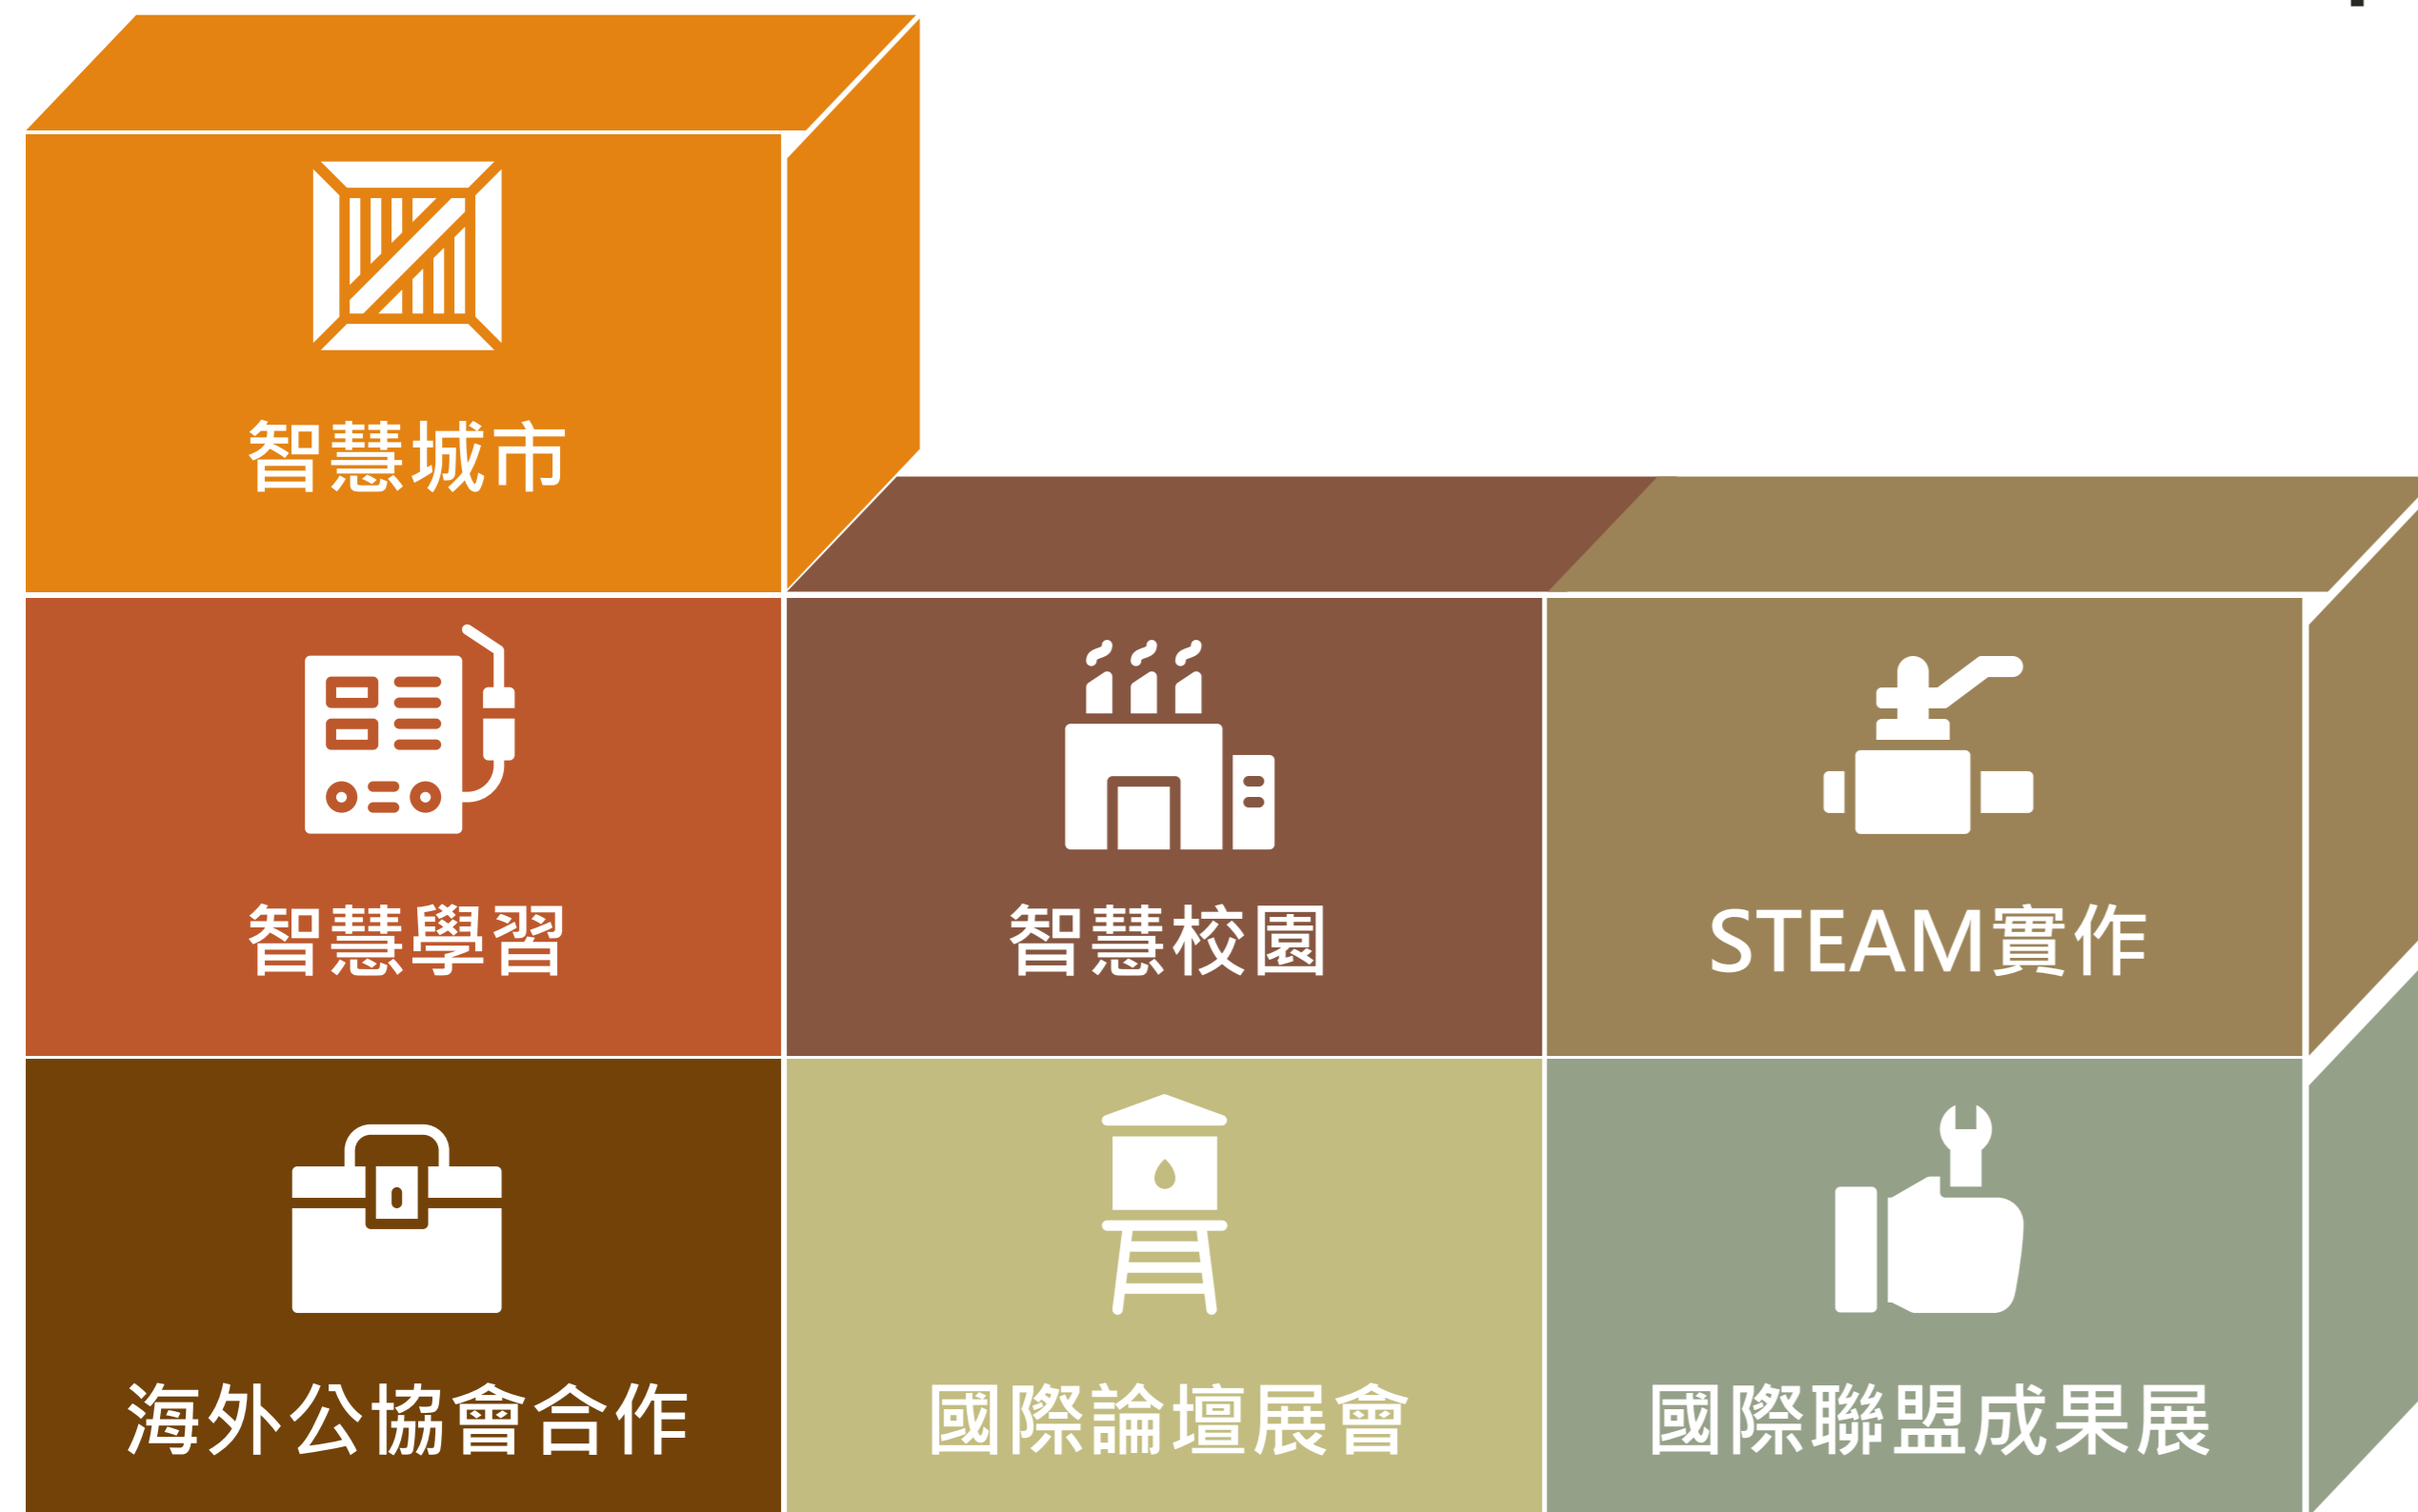 智慧城市
智慧學習
智慧校園
STEAM實作
海外公協會合作
國際論壇展會
國際聯盟成果展